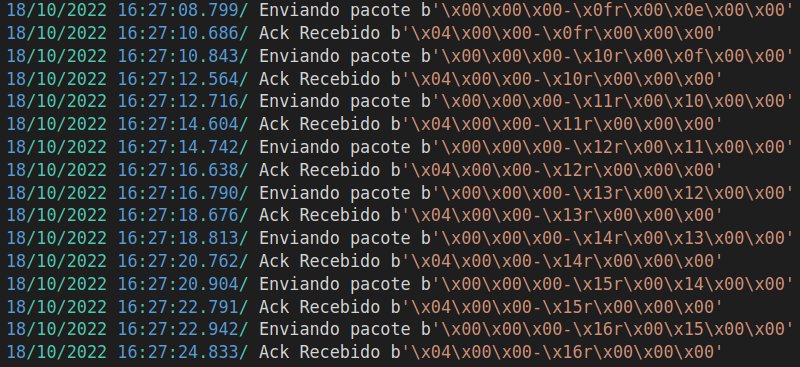 18/10/2022 16:27:08.799/ Enviando pacote b'\x00\x00\x00-\x0fr\x00\x0e\x00\x00'
18/10/2022 16:27:10.686/ Ack Recebido b'\x04\x00\x00-\x0fr\x00\x00\x00'
18/10/2022 16:27:10.843/ Enviando pacote b'\x00\x00\x00-\x10r\x00\x0f\x00\x00'
18/10/2022 16:27:12.564/ Ack Recebido b'\x04\x00\x00-\x10r\x00\x00\x00'
18/10/2022 16:27:12.716/ Enviando pacote b'\x00\x00\x00-\x11r\x00\x10\x00\x00'
18/10/2022 16:27:14.604/ Ack Recebido b'\x04\x00\x00-\x11r\x00\x00\x00'
18/10/2022 16:27:14.742/ Enviando pacote b'\x00\x00\x00-\x12r\x00\x11\x00\x00'
18/10/2022 16:27:16.638/ Ack Recebido b'\x04\x00\x00-\x12r\x00\x00\x00'
18/10/2022 16:27:16.790/ Enviando pacote b'\x00\x00\x00-\x13r\x00\x12\x00\x00'
18/10/2022 16:27:18.676/ Ack Recebido b'\x04\x00\x00-\x13r\x00\x00\x00'
18/10/2022 16:27:18.813/ Enviando pacote b'\x00\x00\x00-\x14r\x00\x13\x00\x00'
18/10/2022 16:27:20.762/ Ack Recebido b'\x04\x00\x00-\x14r\x00\x00\x00'
18/10/2022 16:27:20.904/ Enviando pacote b'\x00\x00\x00-\x15r\x00\x14\x00\x00'
18/10/2022 16:27:22.791/ Ack Recebido b'\x04\x00\x00-\x15r\x00\x00\x00'
18/10/2022 16:27:22.942/ Enviando pacote b'\x00\x00\x00-\x16r\x00\x15\x00\x00'
18/10/2022 16:27:24.833/ Ack Recebido b'\x04\x00\x00-\x16r\x00\x00\x00'